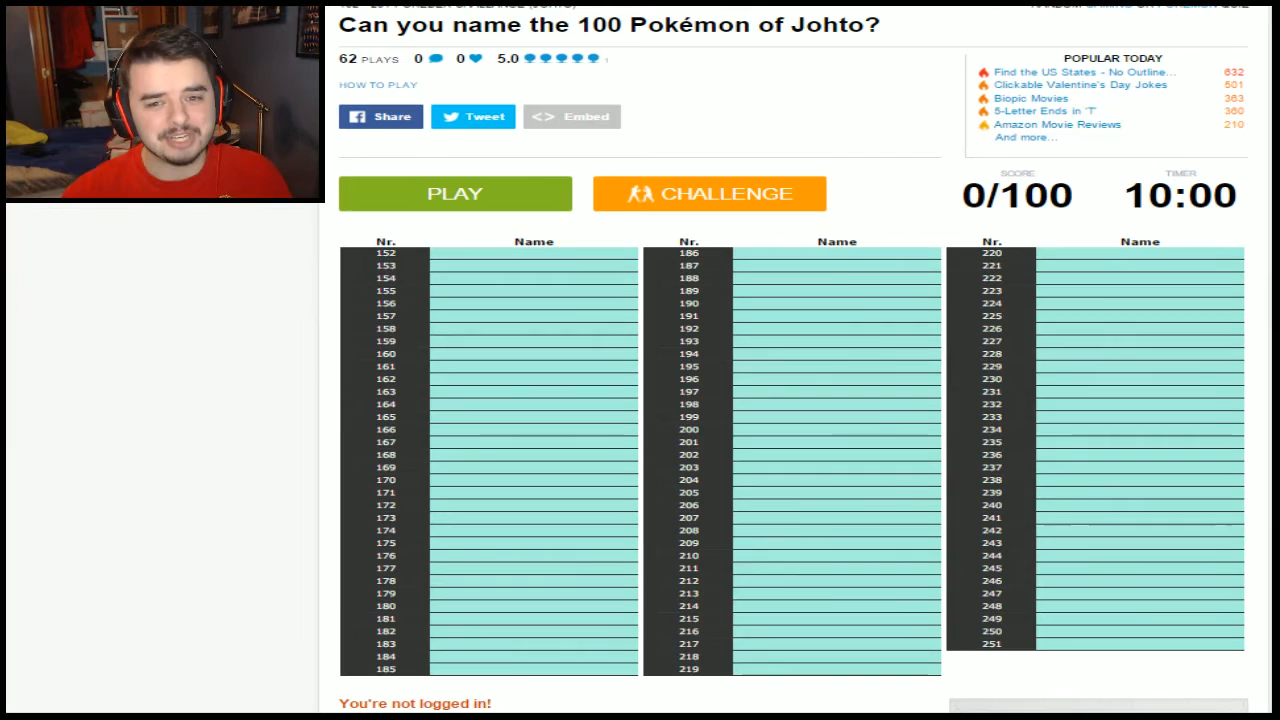 Can you name the 100 Pokémon of Johto?
62 PLAYS 0 0 5.0 1
HOW TO PLAY
Share Tweet <> Embed
POPULAR TODAY
Find the US States - No Outline... 632
Clickable Valentine's Day Jokes 501
Biopic Movies 363
5-Letter Ends in 'T' 360
Amazon Movie Reviews 210
And more...
PLAY CHALLENGE
SCORE
0/100
TIMER
10:00
Nr. Name Nr. Name Nr. Name
152 186 220
153 187 221
154 188 222
155 189 223
156 190 224
157 191 225
158 192 226
159 193 227
160 194 228
161 195 229
162 196 230
163 197 231
164 198 232
165 199 233
166 200 234
167 201 235
168 202 236
169 203 237
170 204 238
171 205 239
172 206 240
173 207 241
174 208 242
175 209 243
176 210 244
177 211 245
178 212 246
179 213 247
180 214 248
181 215 249
182 216 250
183 217 251
184 218
185 219
You're not logged in!